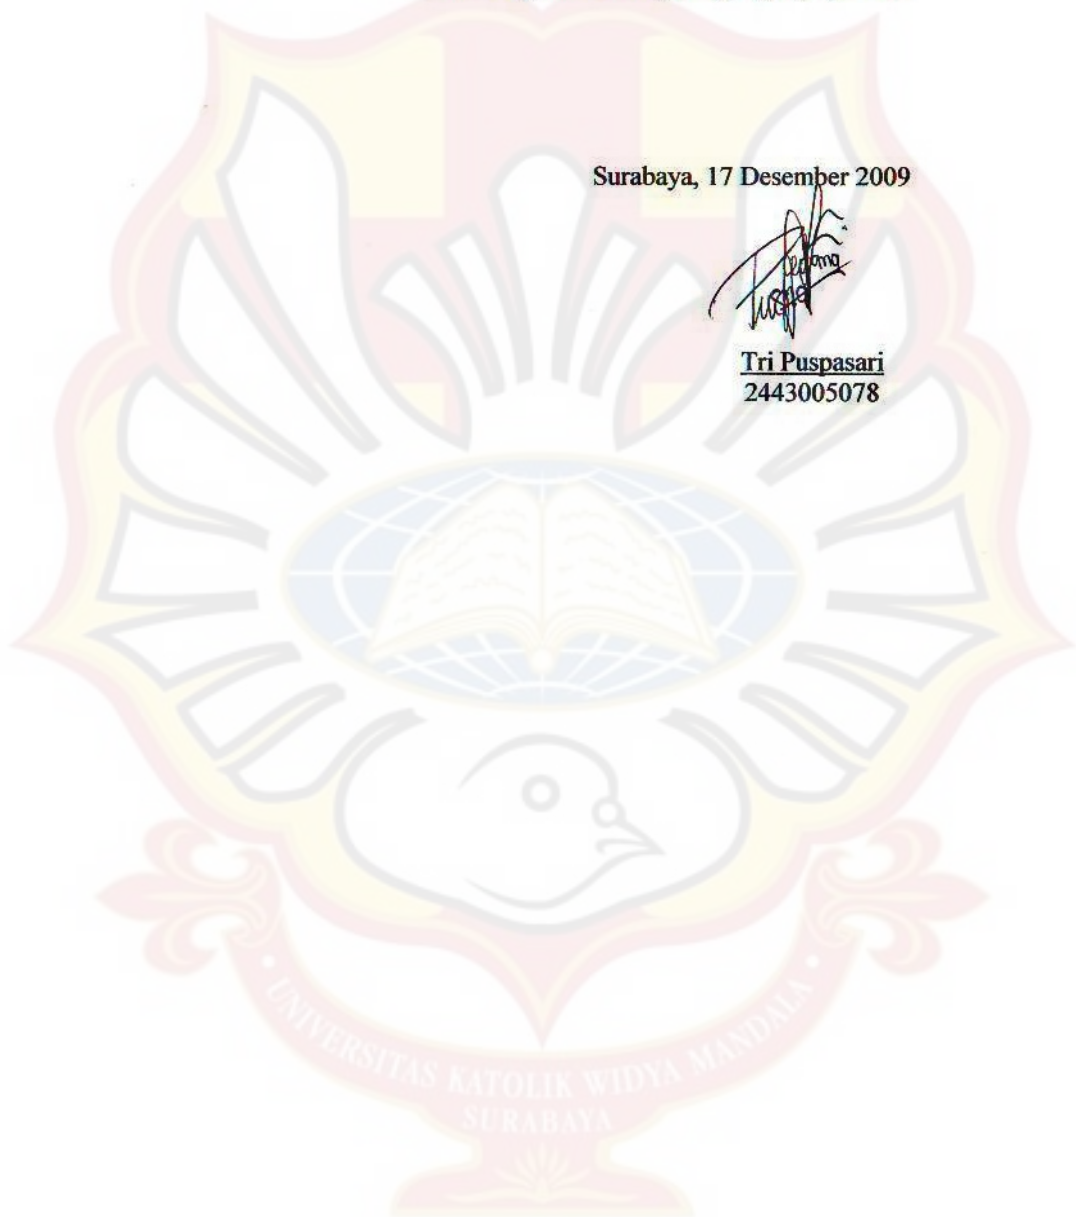 Surabaya, 17 Desember 2009
Tri Puspasari
2443005078
• UNIVERSITAS KATOLIK WIDYA MANDALA •
SURABAYA